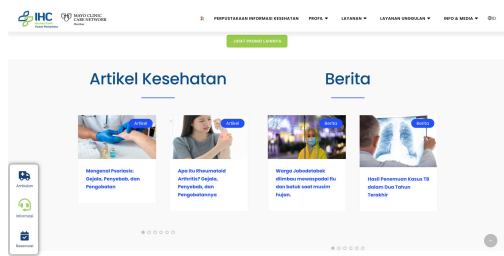 IHC
MAYO CLINIC
CARE NETWORK
Member
PERPUSTAKAAN INFORMASI KESEHATAN
PROFIL
LAYANAN
LAYANAN UNGGULAN
INFO & MEDIA
ID
LIHAT PROMO LAINNYA
Artikel Kesehatan
Berita
Artikel
Artikel
Berita
Berita
Mengenal Psoriasis:
Gejala, Penyebab, dan
Pengobatan
Apa Itu Rheumatoid
Arthritis? Gejala,
Penyebab, dan
Pengobatannya
Warga Jabodetabek
diimbau mewaspadai flu
dan batuk saat musim
hujan.
Hasil Penemuan Kasus TB
dalam Dua Tahun
Terakhir
Ambulan
Informasi
Reservasi